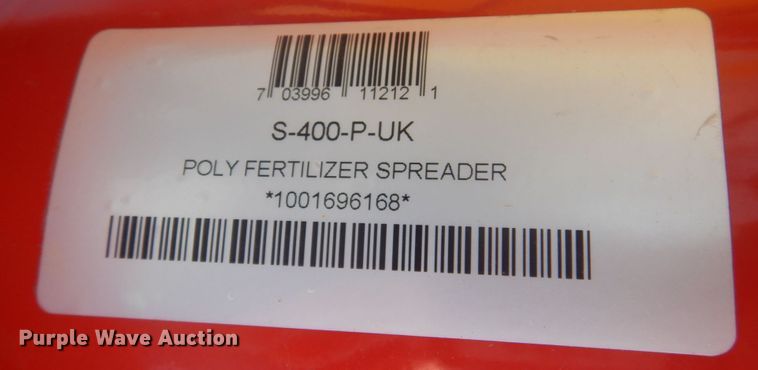 7 03996 11212 1
S-400-P-UK
POLY FERTILIZER SPREADER
*1001696168*
Purple Wave Auction